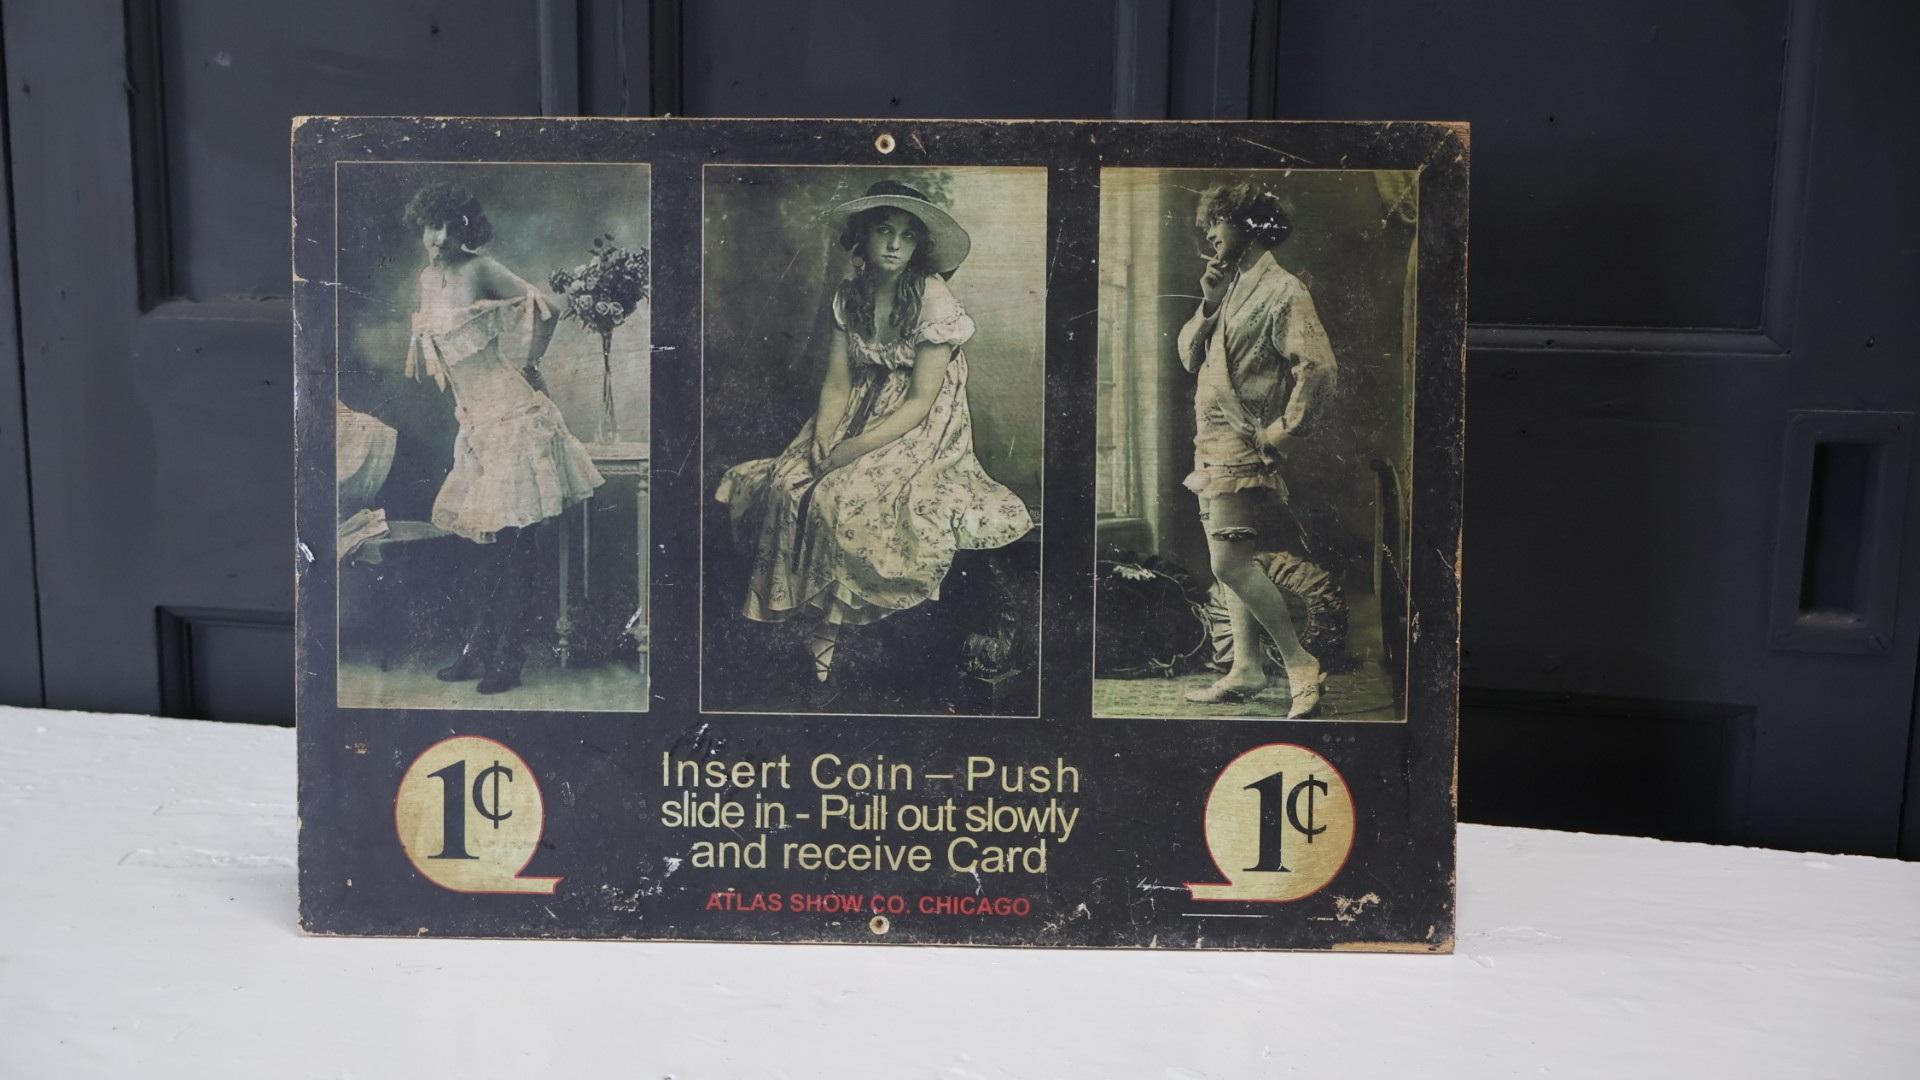 1¢
Insert Coin – Push
slide in - Pull out slowly
and receive Card
ATLAS SHOW CO. CHICAGO
1¢